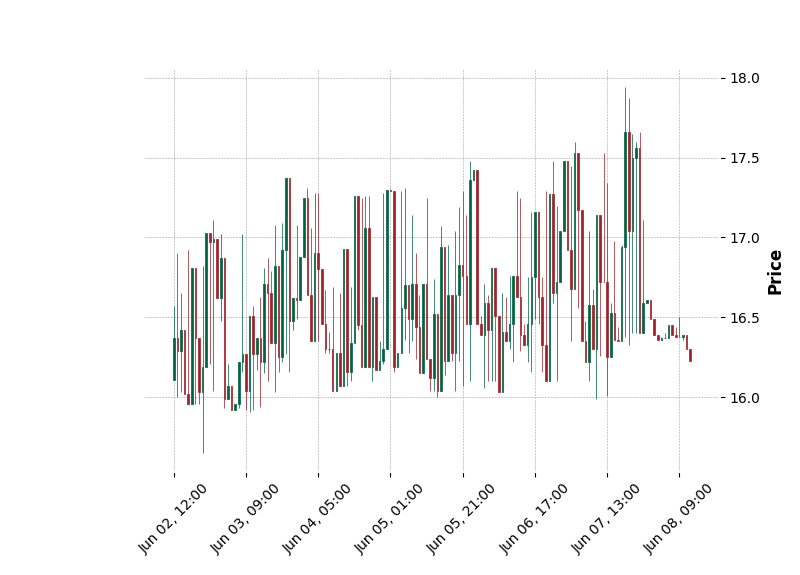 18.0
17.5
17.0
16.5
16.0
Price
Jun 02, 12:00
Jun 03, 09:00
Jun 04, 05:00
Jun 05, 01:00
Jun 05, 21:00
Jun 06, 17:00
Jun 07, 13:00
Jun 08, 09:00